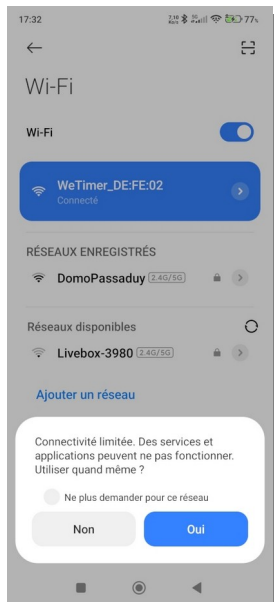 17:32
77%
Wi-Fi
Wi-Fi
WeTimer_DE:FE:02
Connecté
RÉSEAUX ENREGISTRÉS
DomoPassaduy 2.4G/5G
Réseaux disponibles
Livebox-3980 2.4G/5G
Ajouter un réseau
Connectivité limitée. Des services et
applications peuvent ne pas fonctionner.
Utiliser quand même ?
Ne plus demander pour ce réseau
Non Oui